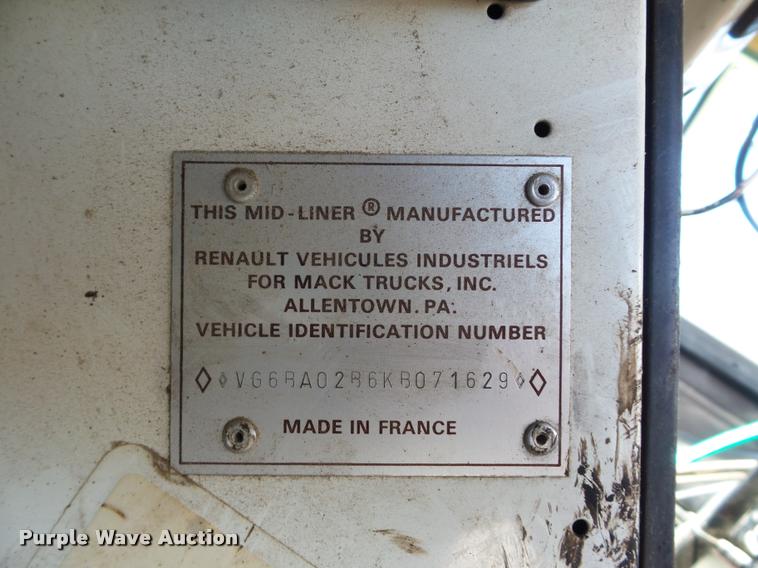 THIS MID-LINER ® MANUFACTURED
BY
RENAULT VEHICULES INDUSTRIELS
FOR MACK TRUCKS, INC.
ALLENTOWN. PA.
VEHICLE IDENTIFICATION NUMBER
VG6BA02B6KB071629
MADE IN FRANCE
Purple Wave Auction